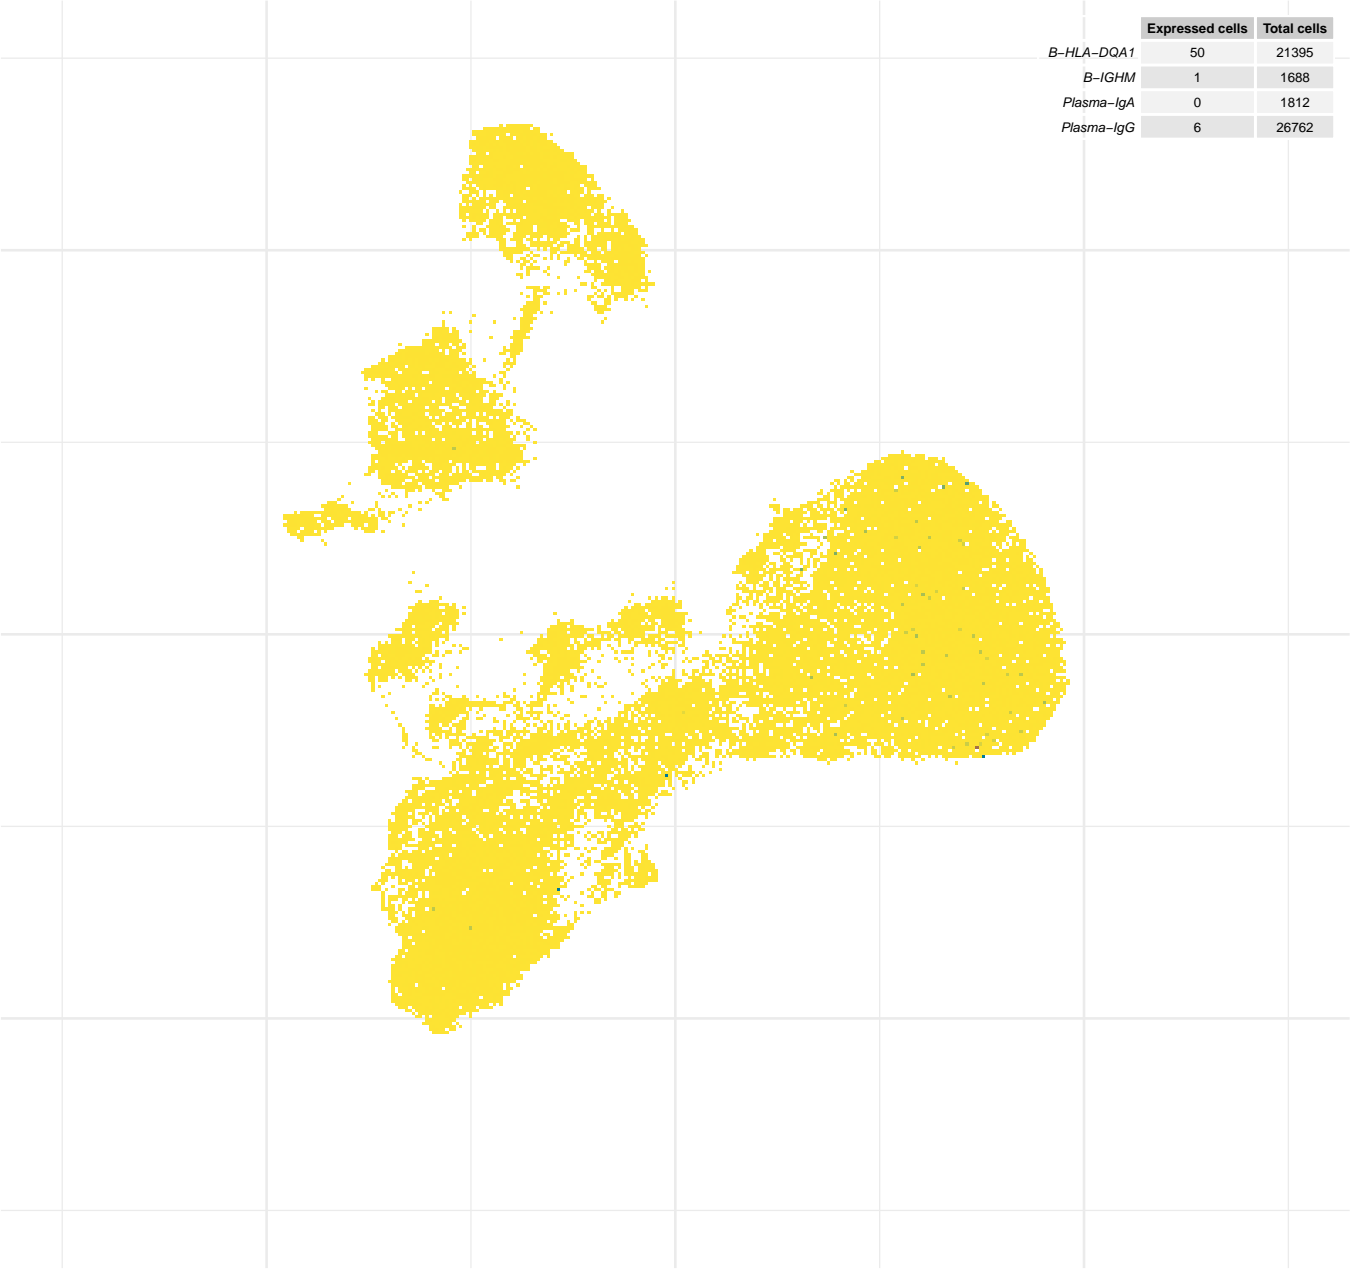 Expressed cells Total cells
B−HLA−DQA1 50 21395
B−IGHM 1 1688
Plasma−IgA 0 1812
Plasma−IgG 6 26762